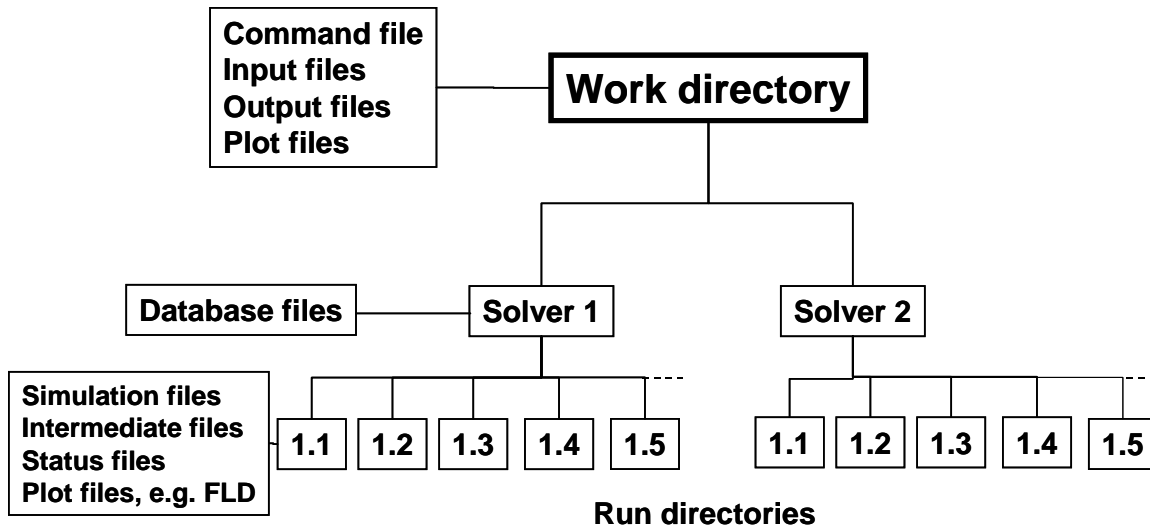 Command file
Input files
Output files
Plot files
Work directory
Database files
Solver 1
Solver 2
Simulation files
Intermediate files
Status files
Plot files, e.g. FLD
1.1
1.2
1.3
1.4
1.5
1.1
1.2
1.3
1.4
1.5
Run directories